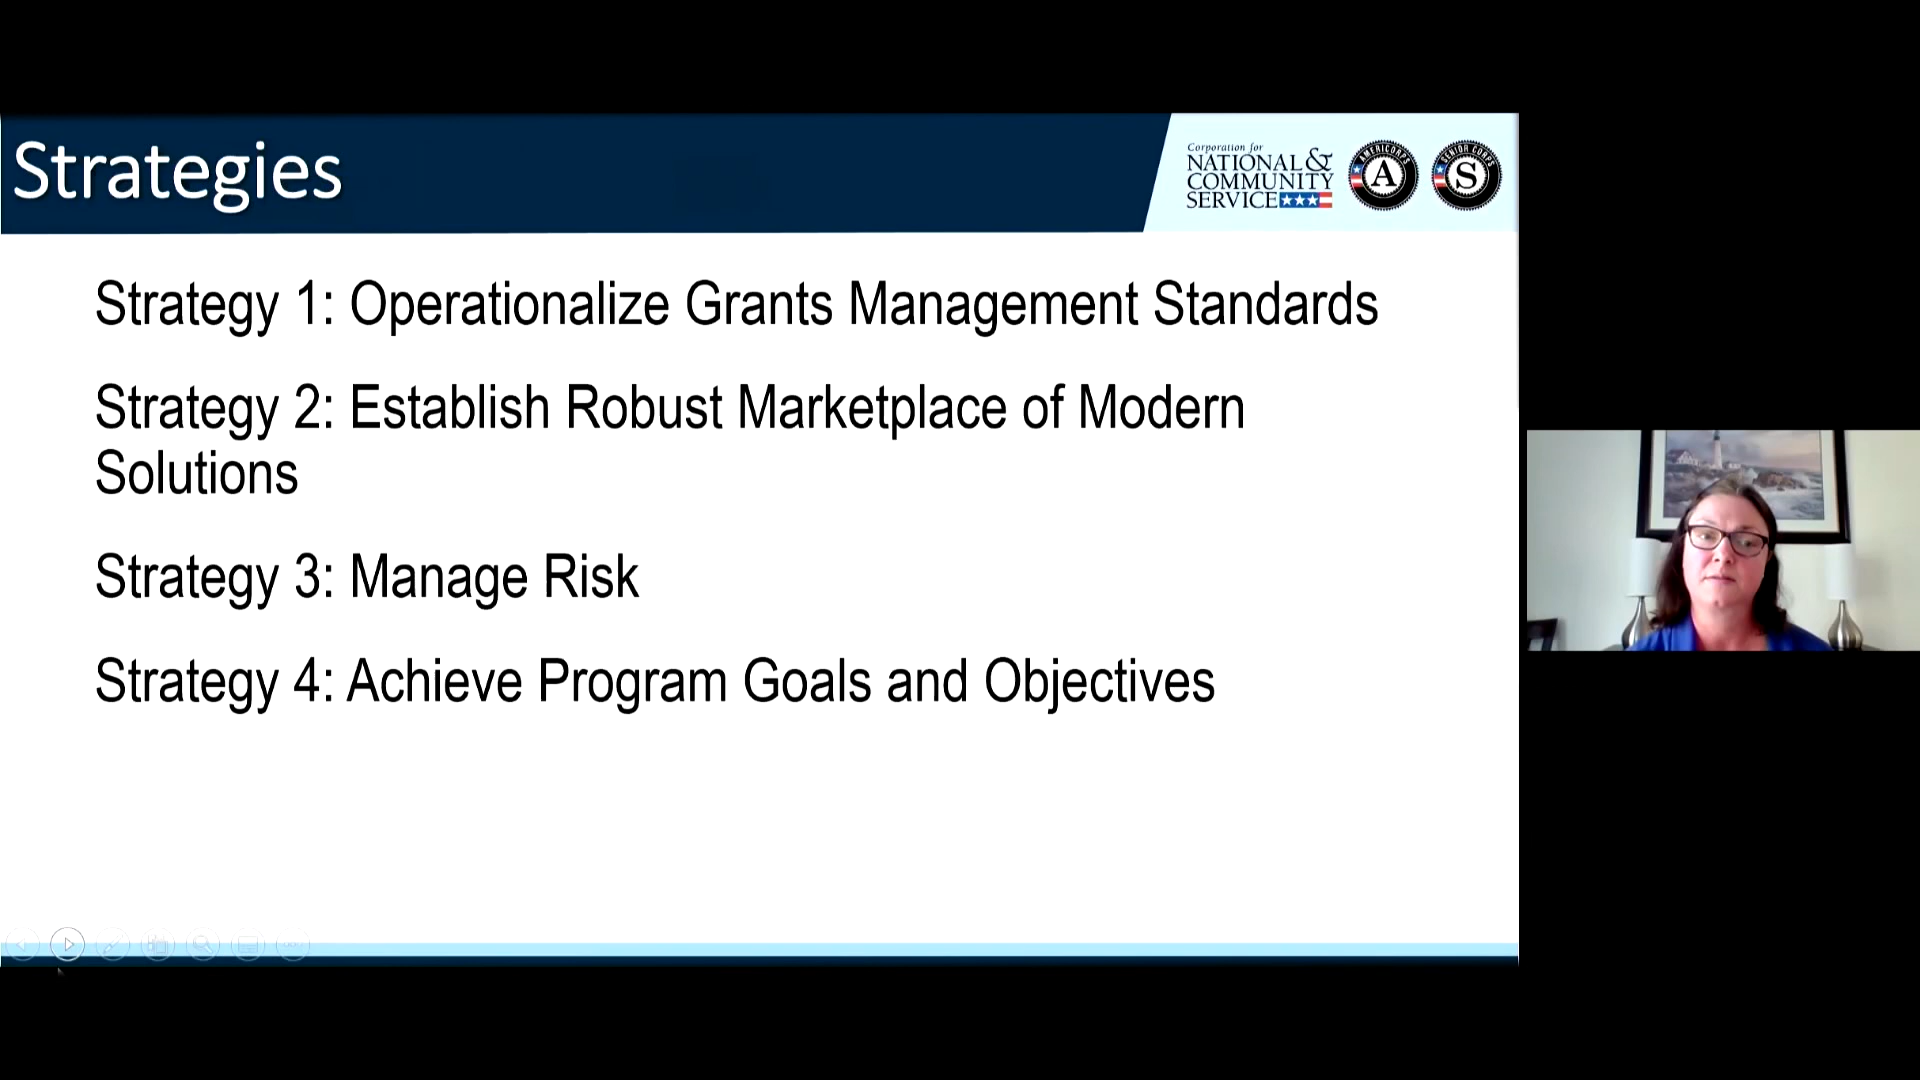 Strategies
Corporation for
NATIONAL &
COMMUNITY
SERVICE
AMERICORPS
A
SENIOR CORPS
S
Strategy 1: Operationalize Grants Management Standards
Strategy 2: Establish Robust Marketplace of Modern
Solutions
Strategy 3: Manage Risk
Strategy 4: Achieve Program Goals and Objectives